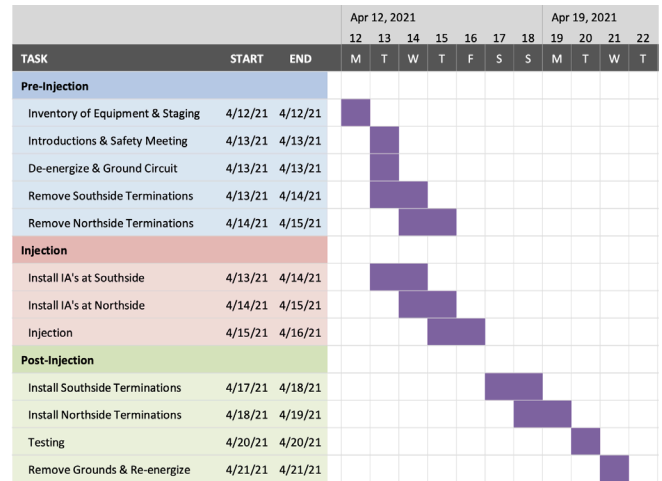 Apr 12, 2021 Apr 19, 2021
12 13 14 15 16 17 18 19 20 21 22
TASK START END M T W T F S S M T W T
Pre-Injection
Inventory of Equipment & Staging 4/12/21 4/12/21
Introductions & Safety Meeting 4/13/21 4/13/21
De-energize & Ground Circuit 4/13/21 4/13/21
Remove Southside Terminations 4/13/21 4/14/21
Remove Northside Terminations 4/14/21 4/15/21
Injection
Install IA's at Southside 4/13/21 4/14/21
Install IA's at Northside 4/14/21 4/15/21
Injection 4/15/21 4/16/21
Post-Injection
Install Southside Terminations 4/17/21 4/18/21
Install Northside Terminations 4/18/21 4/19/21
Testing 4/20/21 4/20/21
Remove Grounds & Re-energize 4/21/21 4/21/21